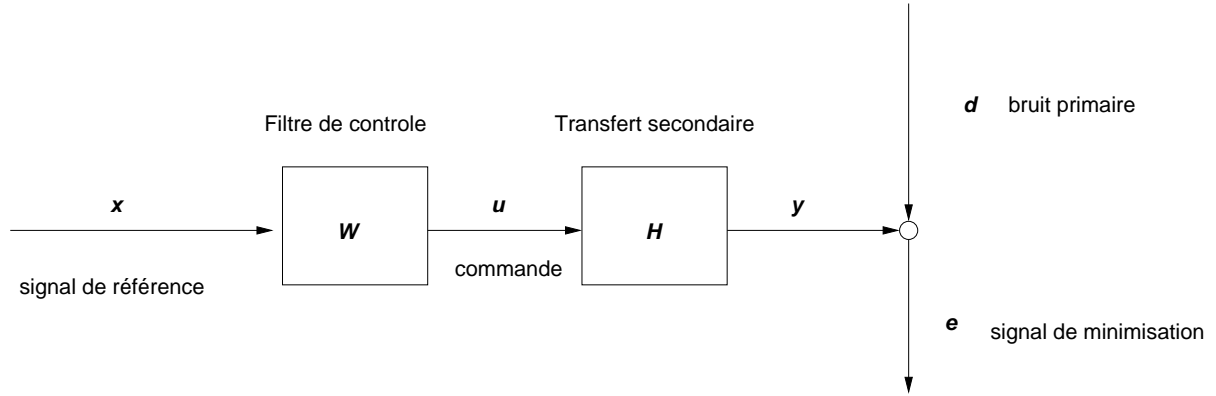 d bruit primaire
Filtre de controle
Transfert secondaire
x
W
u
H
y
signal de référence
commande
e signal de minimisation